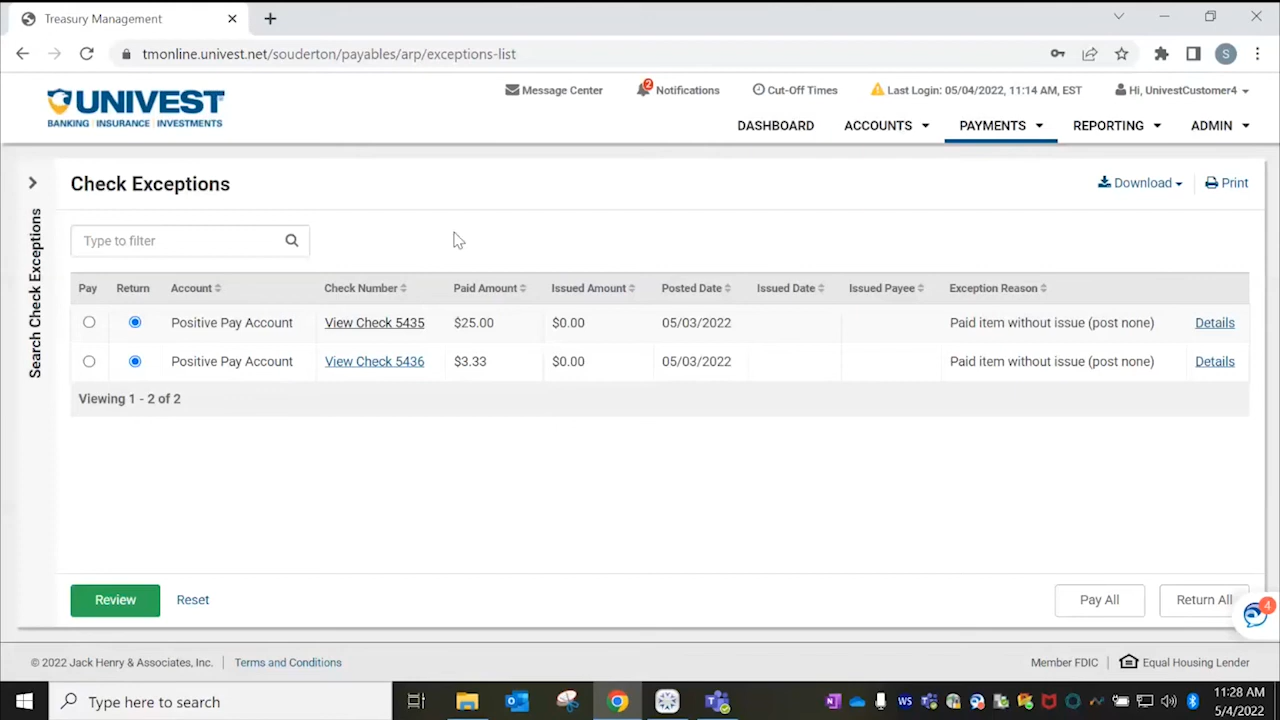 Treasury Management
tmonline.univest.net/souderton/payables/arp/exceptions-list
S
UNIVEST
BANKING | INSURANCE | INVESTMENTS
Message Center
2
Notifications
Cut-Off Times
Last Login: 05/04/2022, 11:14 AM, EST
Hi, UnivestCustomer4
DASHBOARD
ACCOUNTS
PAYMENTS
REPORTING
ADMIN
Search Check Exceptions
Check Exceptions
Download
Print
Type to filter
Pay Return Account Check Number Paid Amount Issued Amount Posted Date Issued Date Issued Payee Exception Reason
Positive Pay Account View Check 5435 $25.00 $0.00 05/03/2022 Paid item without issue (post none) Details
Positive Pay Account View Check 5436 $3.33 $0.00 05/03/2022 Paid item without issue (post none) Details
Viewing 1 - 2 of 2
Review
Reset
Pay All
Return All
4
© 2022 Jack Henry & Associates, Inc.
Terms and Conditions
Member FDIC
Equal Housing Lender
Type here to search
WS
11:28 AM
5/4/2022